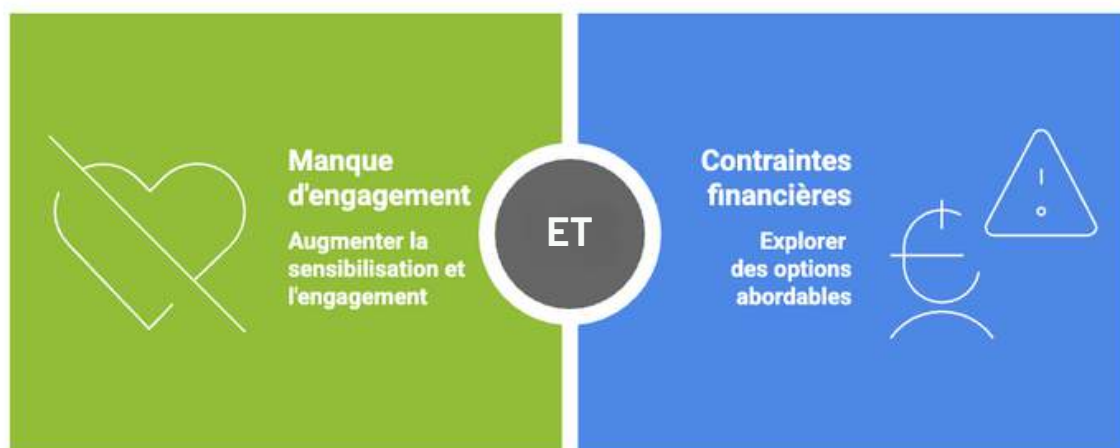 Manque
d'engagement
Augmenter la
sensibilisation et
l'engagement
ET
Contraintes
financières
Explorer
des options
abordables